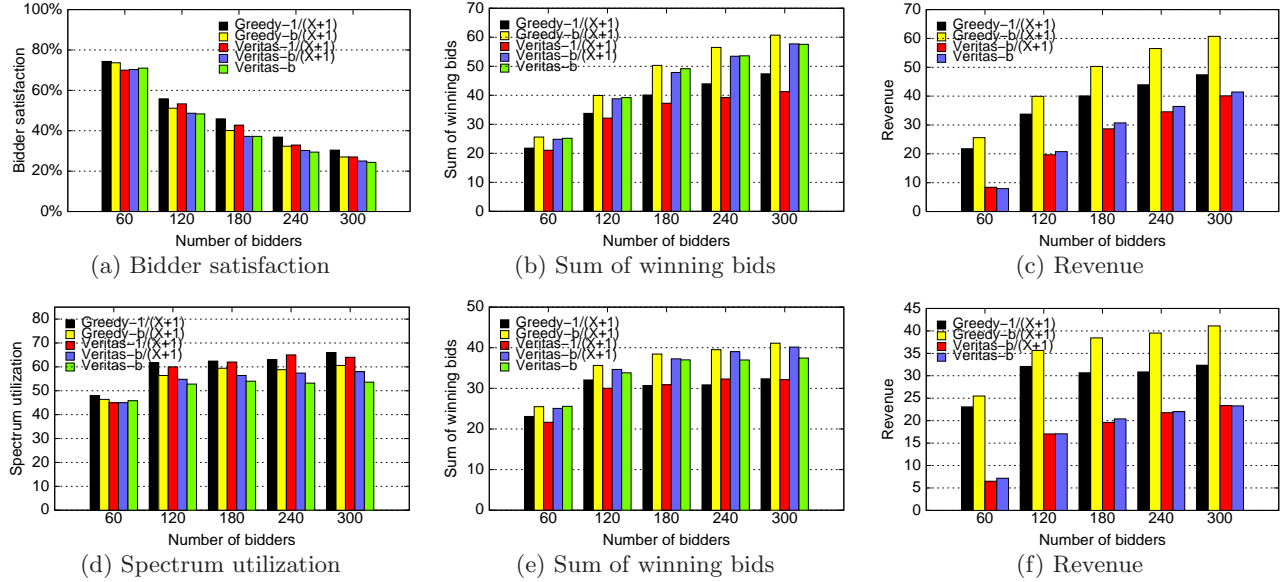 Bidder satisfaction
100%
80%
60%
40%
20%
0%
Greedy-1/(X+1)
Greedy-b/(X+1)
Veritas-1/(X+1)
Veritas-b/(X+1)
Veritas-b
60 120 180 240 300
Number of bidders
(a) Bidder satisfaction
Sum of winning bids
70
60
50
40
30
20
10
0
Greedy-1/(X+1)
Greedy-b/(X+1)
Veritas-1/(X+1)
Veritas-b/(X+1)
Veritas-b
60 120 180 240 300
Number of bidders
(b) Sum of winning bids
Revenue
70
60
50
40
30
20
10
0
Greedy-1/(X+1)
Greedy-b/(X+1)
Veritas-b/(X+1)
Veritas-b
60 120 180 240 300
Number of bidders
(c) Revenue
Spectrum utilization
80
70
60
50
40
30
20
10
0
Greedy-1/(X+1)
Greedy-b/(X+1)
Veritas-1/(X+1)
Veritas-b/(X+1)
Veritas-b
60 120 180 240 300
Number of bidders
(d) Spectrum utilization
Sum of wining bids
50
40
30
20
10
0
Greedy-1/(X+1)
Greedy-b/(X+1)
Veritas-1/(X+1)
Veritas-b/(X+1)
Veritas-b
60 120 180 240 300
Number of bidders
(e) Sum of winning bids
Revenue
45
40
35
30
25
20
15
10
5
0
Greedy-1/(X+1)
Greedy-b/(X+1)
Veritas-b/(X+1)
Veritas-b
60 120 180 240 300
Number of bidders
(f) Revenue